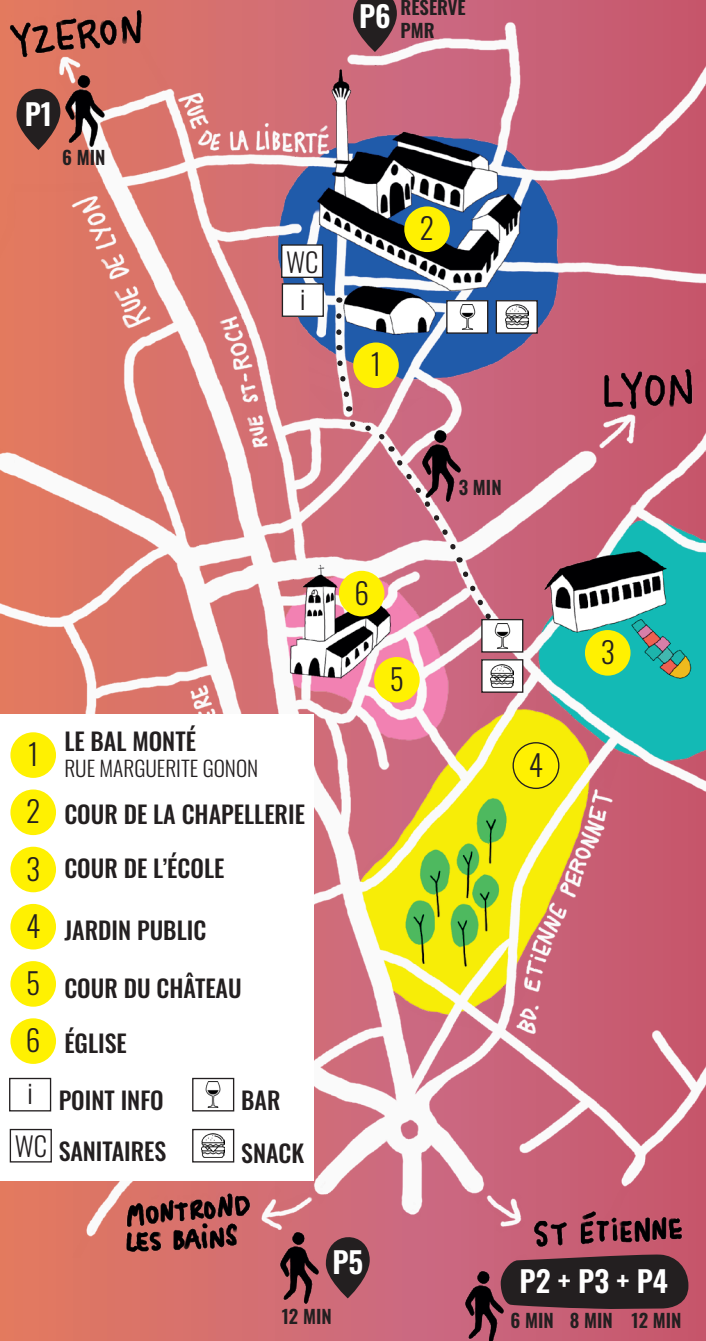 P6
RÉSERVÉ
PMR
YZERON
P1
6 MIN
RUE DE LA LIBERTÉ
RUE DE LYON
2
WC
i
1
RUE ST-ROCH
LYON
3 MIN
6
3
5
4
BD. ETIENNE PERONNET
1 LE BAL MONTÉ
RUE MARGUERITE GONON
2 COUR DE LA CHAPELLERIE
3 COUR DE L'ÉCOLE
4 JARDIN PUBLIC
5 COUR DU CHÂTEAU
6 ÉGLISE
i POINT INFO
BAR
WC SANITAIRES
SNACK
MONTROND
LES BAINS
P5
12 MIN
ST ÉTIENNE
P2 + P3 + P4
6 MIN 8 MIN 12 MIN